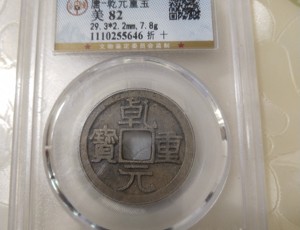 唐-乾元重宝
美 82
29.3*2.2mm,7.8g
1110255646 折十
乾
寶 重
元